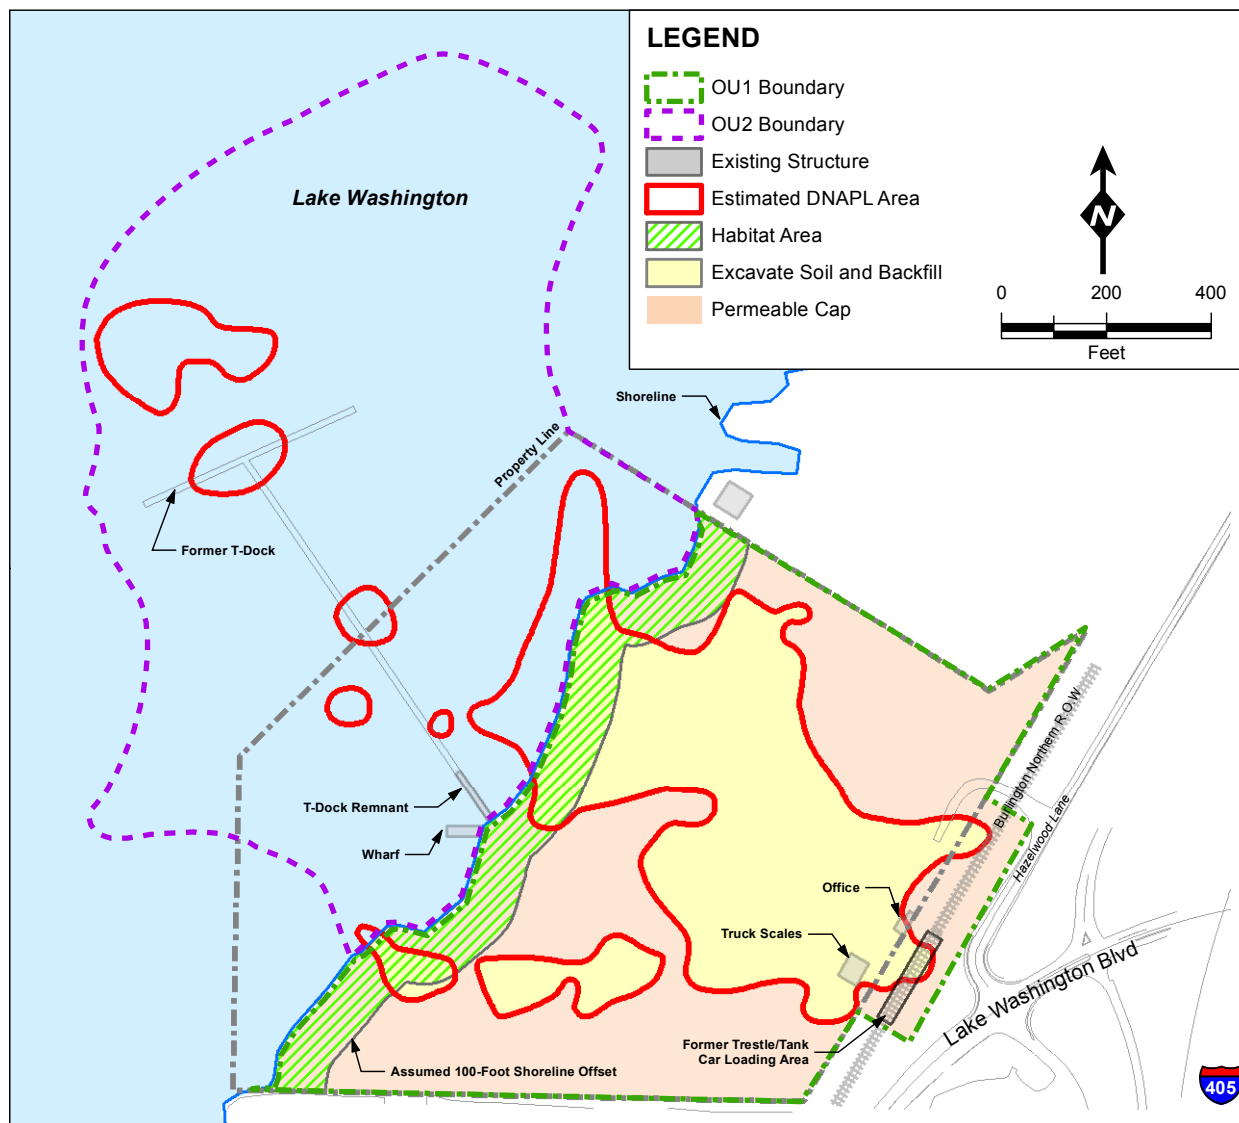 LEGEND
OU1 Boundary
OU2 Boundary
Existing Structure
Estimated DNAPL Area
Habitat Area
Excavate Soil and Backfill
Permeable Cap
N
0 200 400
Feet
Lake Washington
Shoreline
Property Line
Former T-Dock
T-Dock Remnant
Wharf
Burlington Northern R.O.W
Hazelwood Lane
Office
Truck Scales
Lake Washington Blvd
Former Trestle/Tank
Car Loading Area
Assumed 100-Foot Shoreline Offset
405